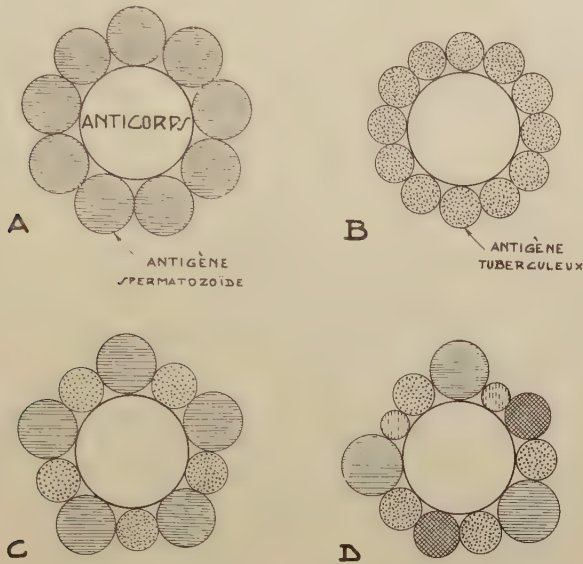 ANTICORPS
A
ANTIGÈNE
SPERMATOZOÏDE
B
ANTIGÈNE
TUBERCULEUX
C
D